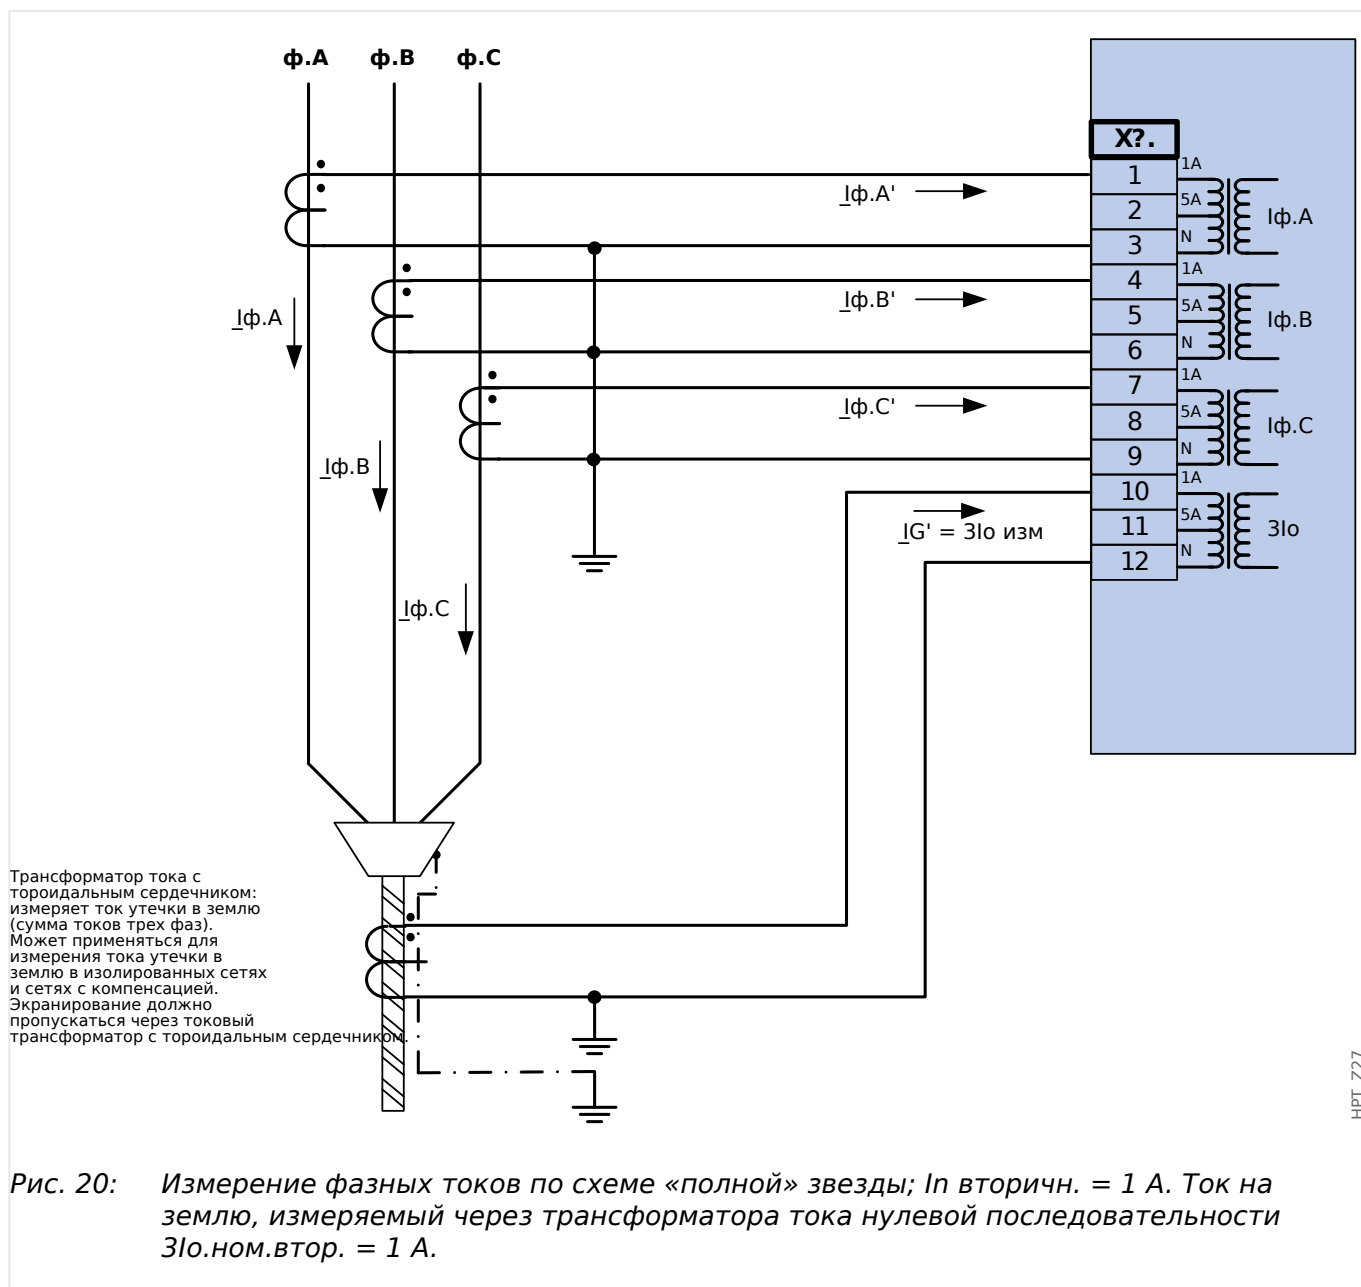 ф.A ф.B ф.C
X?.
1
2
3
4
5
6
7
8
9
10
11
12
1A
5A
N
1A
5A
N
1A
5A
N
1A
5A
N
Iф.A
Iф.B
Iф.C
3Io
_Iф.A'
_Iф.B'
_Iф.C'
_IG' = 3Io изм
_Iф.A
_Iф.B
_Iф.C
Трансформатор тока с
тороидальным сердечником:
измеряет ток утечки в землю
(сумма токов трех фаз).
Может применяться для
измерения тока утечки в
землю в изолированных сетях
и сетях с компенсацией.
Экранирование должно
пропускаться через токовый
трансформатор с тороидальным сердечником.
HPT_Z27
Рис. 20: Измерение фазных токов по схеме «полной» звезды; In вторичн. = 1 A. Ток на
землю, измеряемый через трансформатора тока нулевой последовательности
3Io.ном.втор. = 1 A.